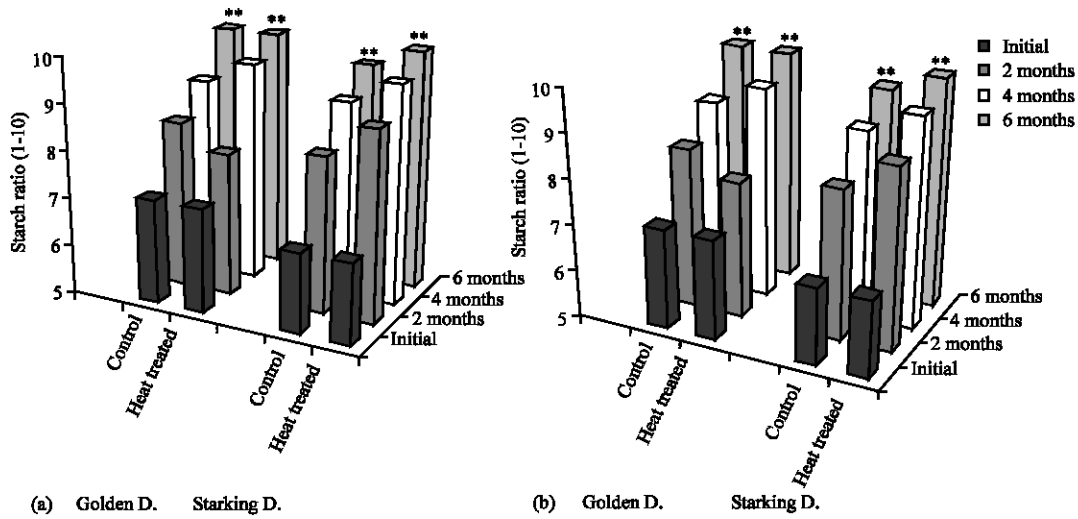 Starch ratio (1-10)
10
9
8
7
6
5
**
**
**
**
6 months
4 months
2 months
Initial
Control
Heat treated
Control
Heat treated
(a) Golden D. Starking D.
Starch ratio (1-10)
10
9
8
7
6
5
**
**
**
**
6 months
4 months
2 months
Initial
Control
Heat treated
Control
Heat treated
(b) Golden D. Starking D.
Initial
2 months
4 months
6 months